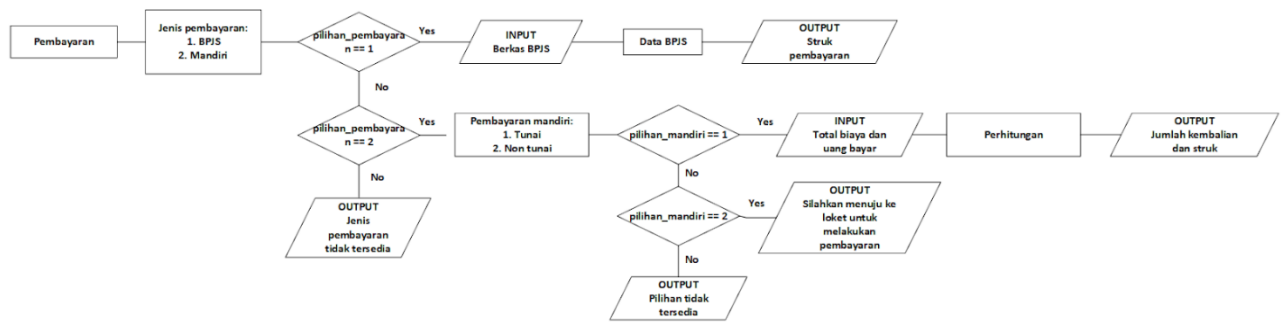 Pembayaran
Jenis pembayaran:
1. BPJS
2. Mandiri
pilihan_pembayara
n == 1
Yes
INPUT
Berkas BPJS
Data BPJS
OUTPUT
Struk
pembayaran
No
pilihan_pembayara
n == 2
Yes
Pembayaran mandiri:
1. Tunai
2. Non tunai
pilihan_mandiri == 1
Yes
INPUT
Total biaya dan
uang bayar
Perhitungan
OUTPUT
Jumlah kembalian
dan struk
No
No
OUTPUT
Jenis
pembayaran
tidak tersedia
pilihan_mandiri == 2
Yes
OUTPUT
Silahkan menuju ke
loket untuk
melakukan
pembayaran
No
OUTPUT
Pilihan tidak
tersedia